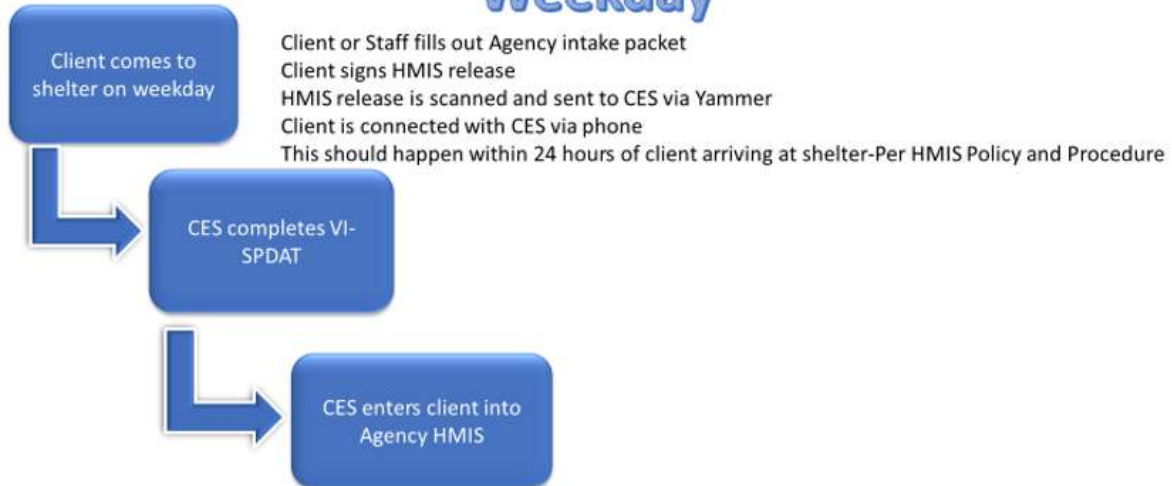 Weekday
Client comes to
shelter on weekday
Client or Staff fills out Agency intake packet
Client signs HMIS release
HMIS release is scanned and sent to CES via Yammer
Client is connected with CES via phone
This should happen within 24 hours of client arriving at shelter-Per HMIS Policy and Procedure
CES completes VI-
SPDAT
CES enters client into
Agency HMIS